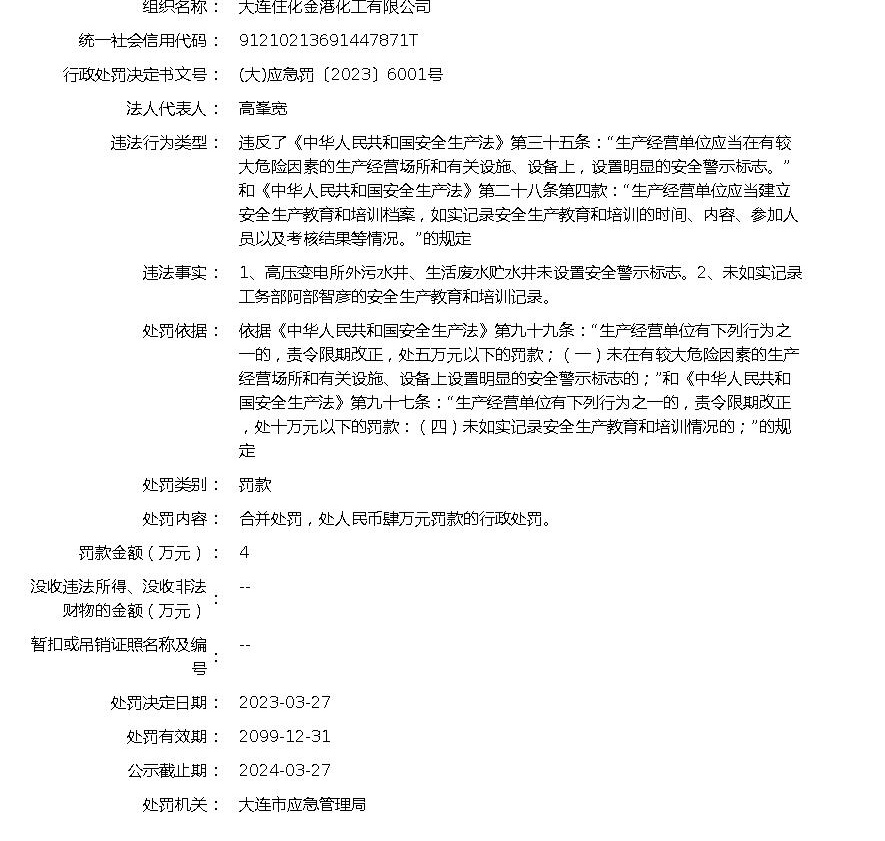 组织名称： 大连住化金港化工有限公司
统一社会信用代码： 91210213691447871T
行政处罚决定书文号： (大)应急罚〔2023〕6001号
法人代表人： 高峯宽
违法行为类型： 违反了《中华人民共和国安全生产法》第三十五条：“生产经营单位应当在有较
大危险因素的生产经营场所和有关设施、设备上，设置明显的安全警示标志。”
和《中华人民共和国安全生产法》第二十八条第四款：“生产经营单位应当建立
安全生产教育和培训档案，如实记录安全生产教育和培训的时间、内容、参加人
员以及考核结果等情况。”的规定
违法事实： 1、高压变电所外污水井、生活废水贮水井未设置安全警示标志。2、未如实记录
工务部阿部智彦的安全生产教育和培训记录。
处罚依据： 依据《中华人民共和国安全生产法》第九十九条：“生产经营单位有下列行为之
一的，责令限期改正，处五万元以下的罚款；（一）未在有较大危险因素的生产
经营场所和有关设施、设备上设置明显的安全警示标志的；”和《中华人民共和
国安全生产法》第九十七条：“生产经营单位有下列行为之一的，责令限期改正
，处十万元以下的罚款：（四）未如实记录安全生产教育和培训情况的；”的规
定
处罚类别： 罚款
处罚内容： 合并处罚，处人民币肆万元罚款的行政处罚。
罚款金额（万元）： 4
没收违法所得、没收非法
财物的金额（万元）： --
暂扣或吊销证照名称及编
号： --
处罚决定日期： 2023-03-27
处罚有效期： 2099-12-31
公示截止期： 2024-03-27
处罚机关： 大连市应急管理局